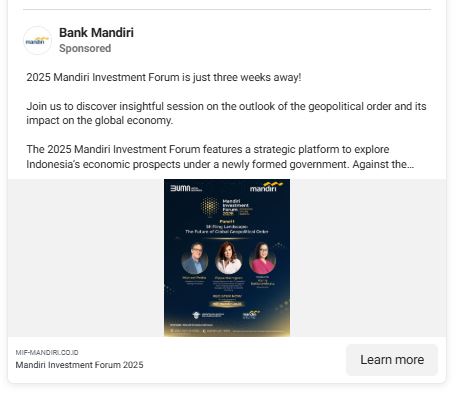 Bank Mandiri
Sponsored
2025 Mandiri Investment Forum is just three weeks away!
Join us to discover insightful session on the outlook of the geopolitical order and its
impact on the global economy.
The 2025 Mandiri Investment Forum features a strategic platform to explore
Indonesia's economic prospects under a newly formed government. Against the...
BUMN
mandiri
Mandiri
Investment
Forum
2025
Panel 1
Shifting Landscape:
The Future of Global Geopolitical Order
REGISTER NOW
MIF-MANDIRI.CO.ID
Mandiri Investment Forum 2025
Learn more